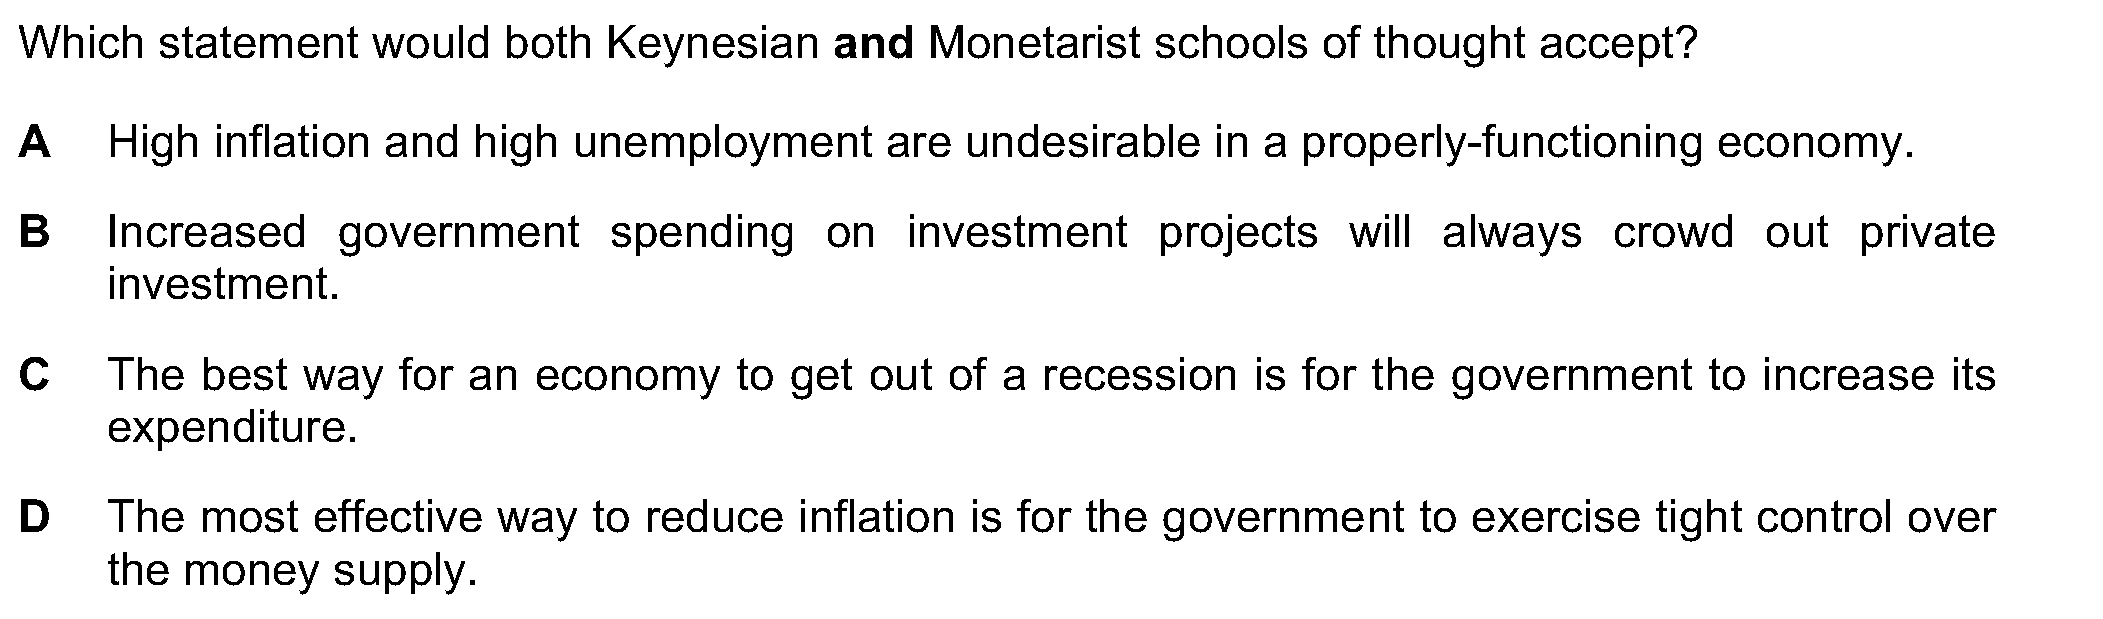 Which statement would both Keynesian and Monetarist schools of thought accept?
A High inflation and high unemployment are undesirable in a properly-functioning economy.
B Increased government spending on investment projects will always crowd out private
investment.
C The best way for an economy to get out of a recession is for the government to increase its
expenditure.
D The most effective way to reduce inflation is for the government to exercise tight control over
the money supply.